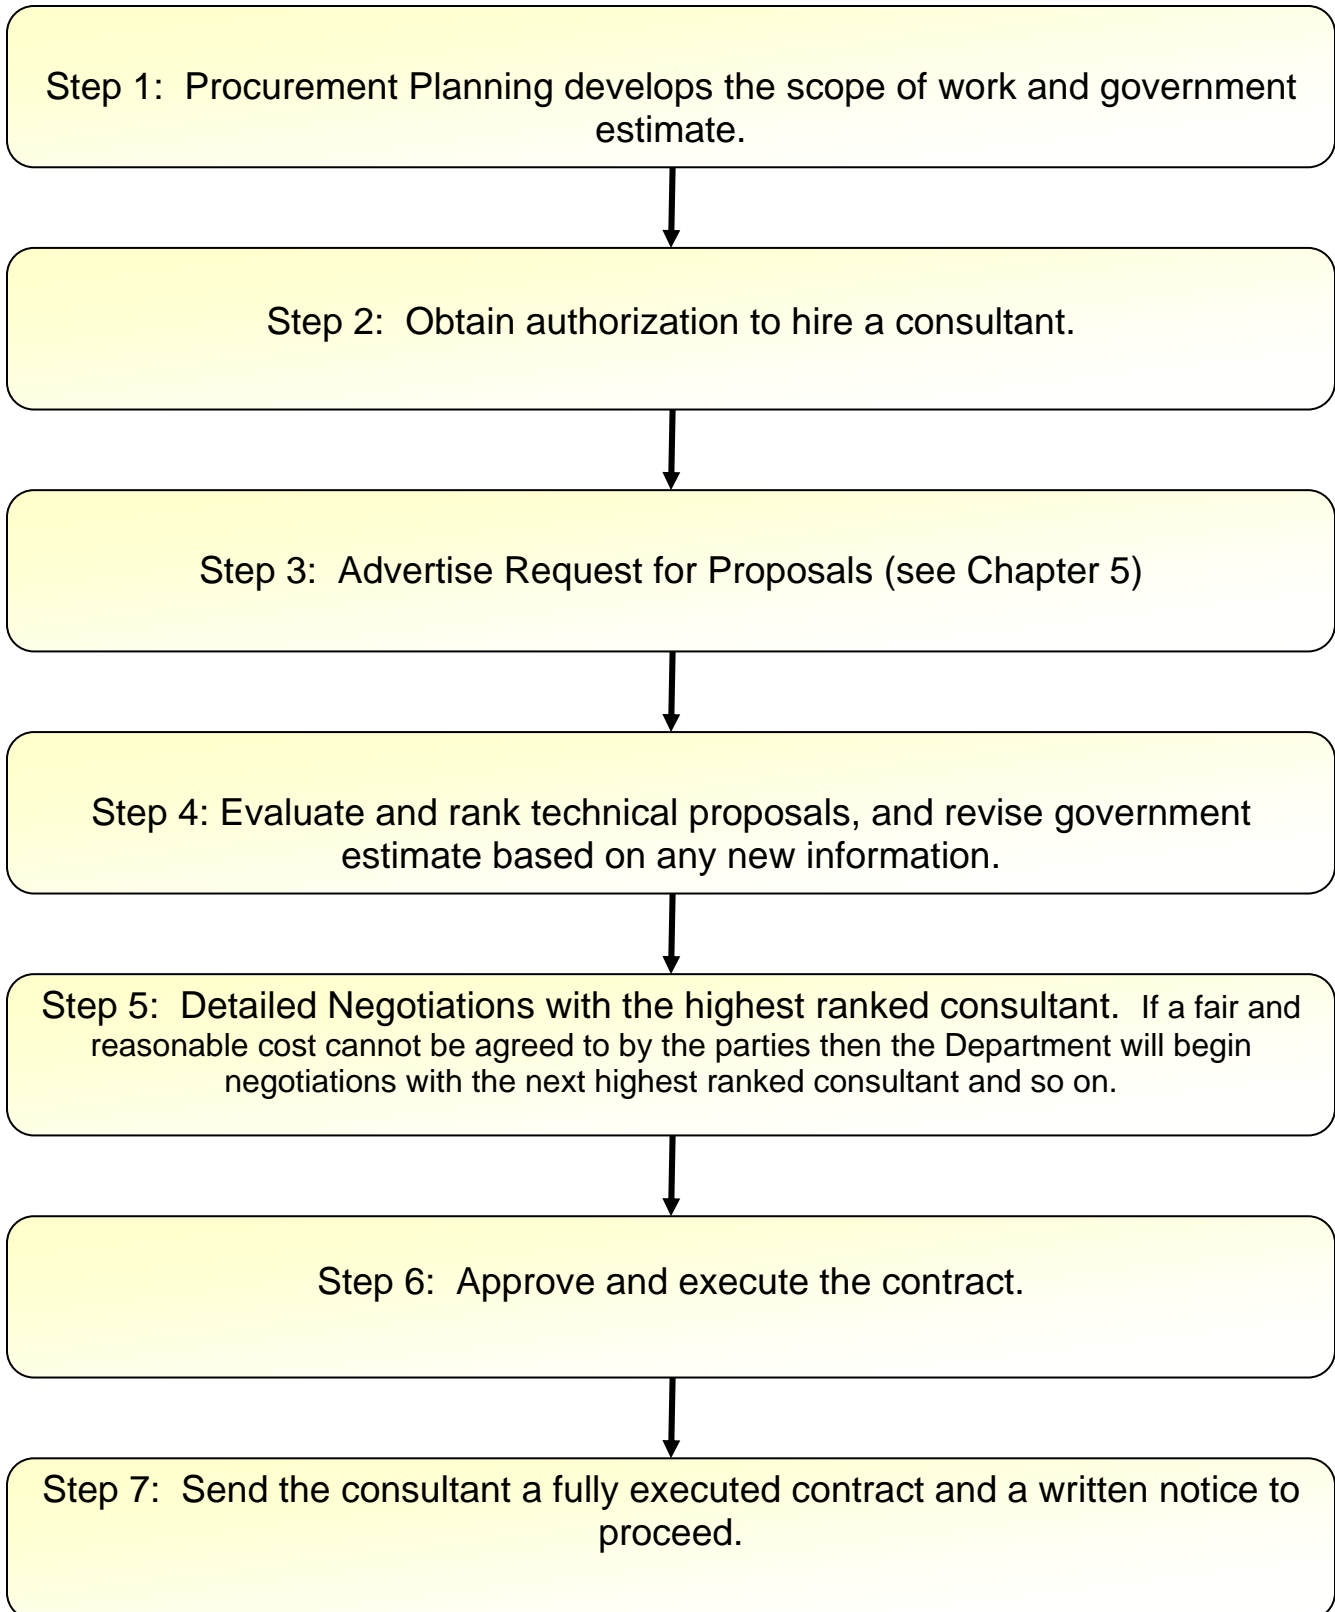 Step 1:  Procurement Planning develops the scope of work and government
estimate.
Step 2:  Obtain authorization to hire a consultant.
Step 3:  Advertise Request for Proposals (see Chapter 5)
Step 4: Evaluate and rank technical proposals, and revise government
estimate based on any new information.
Step 5:  Detailed Negotiations with the highest ranked consultant.  If a fair and
reasonable cost cannot be agreed to by the parties then the Department will begin
negotiations with the next highest ranked consultant and so on.
Step 6:  Approve and execute the contract.
Step 7:  Send the consultant a fully executed contract and a written notice to
proceed.